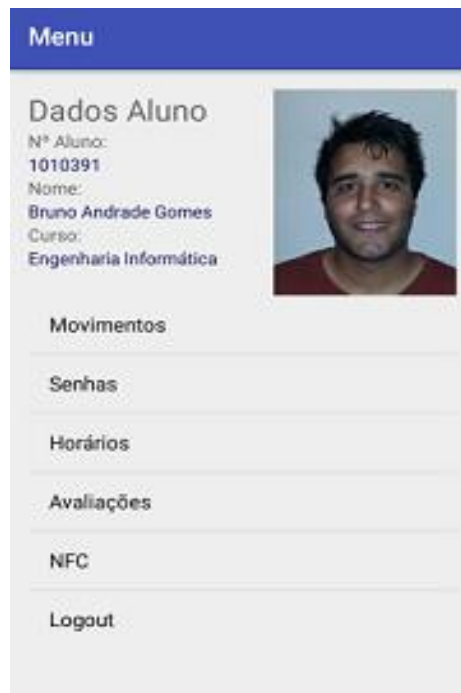 Menu
Dados Aluno
Nº Aluno:
1010391
Nome:
Bruno Andrade Gomes
Curso:
Engenharia Informática
Movimentos
Senhas
Horários
Avaliações
NFC
Logout